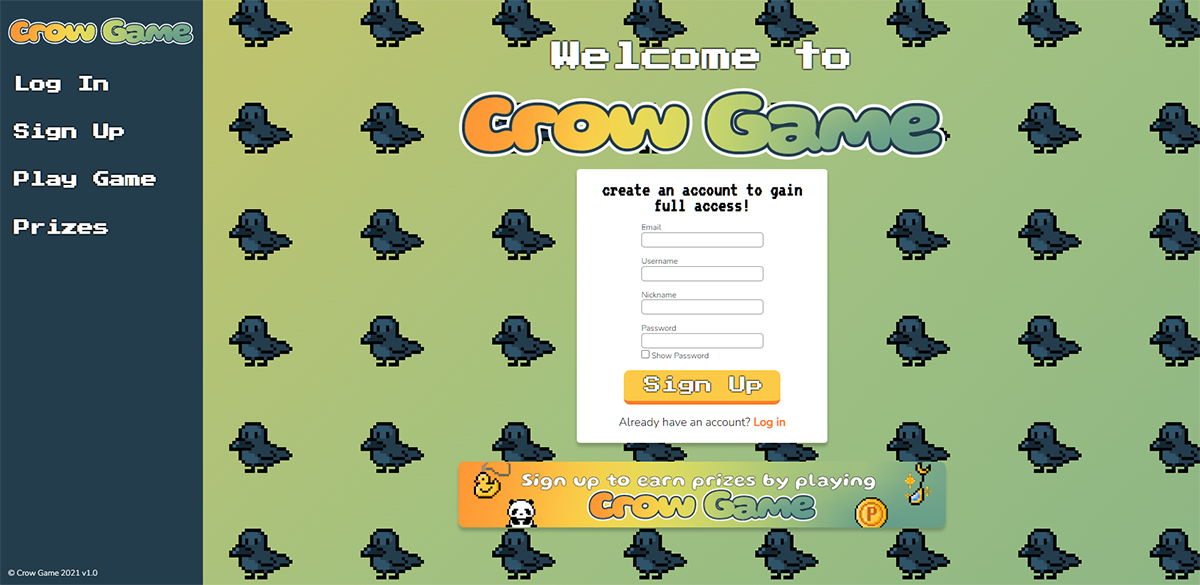 Crow Game
Log In
Sign Up
Play Game
Prizes
© Crow Game 2021 v1.0
Welcome to
Crow Game
create an account to gain
full access!
Email
Username
Nickname
Password
Show Password
Sign Up
Already have an account? Log in
Sign up to earn prizes by playing
Crow Game
P